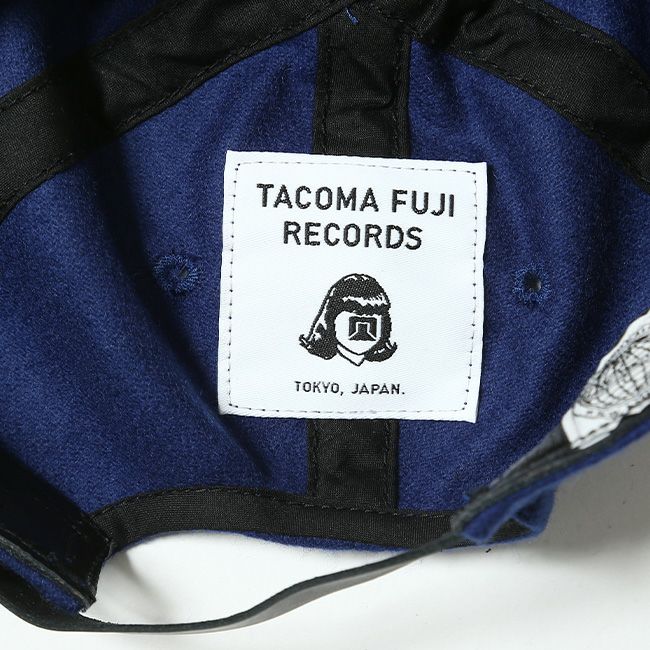 TACOMA FUJI
RECORDS
TOKYO, JAPAN.